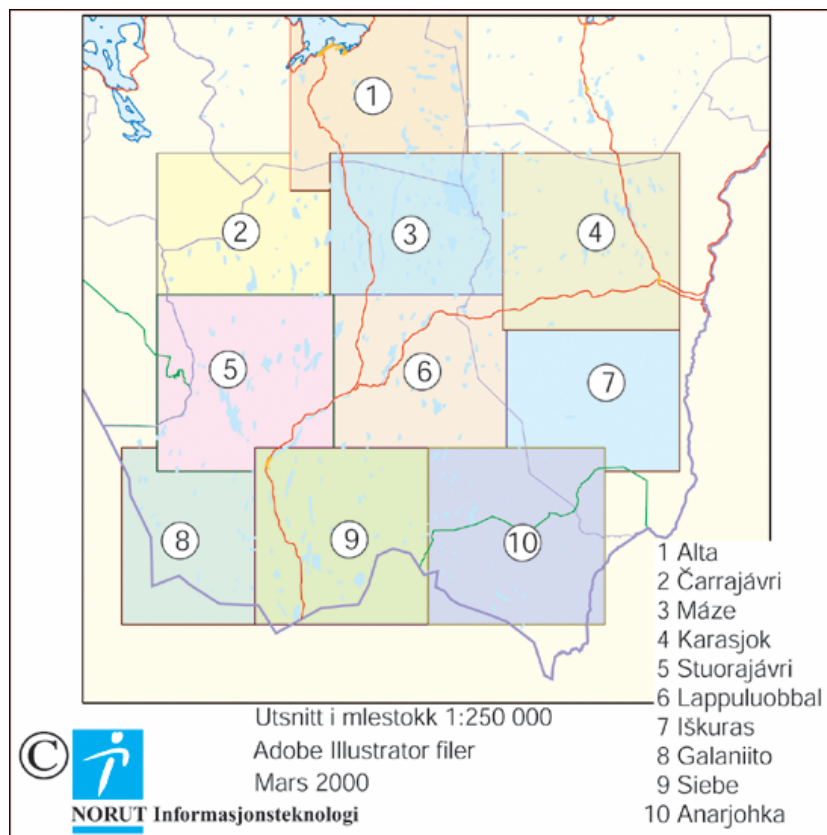 1
2
3
4
5
6
7
8
9
10
1 Alta
2 Čarrajávri
3 Máze
4 Karasjok
5 Stuorajávri
6 Lappuluobbal
7 Iškuras
8 Galaniito
9 Siebe
10 Anarjohka
Utsnitt i mlestokk 1:250 000
Adobe Illustrator filer
Mars 2000
©
NORUT Informasjonsteknologi